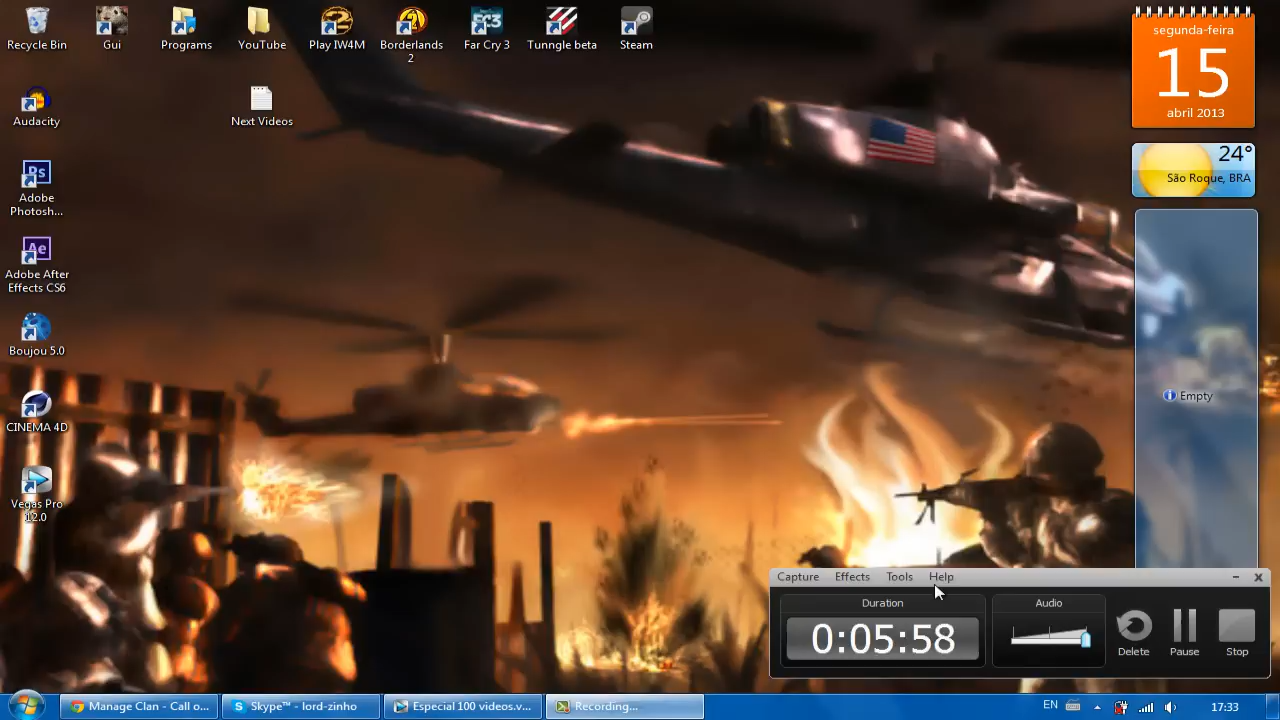 Recycle Bin
Gui
Programs
YouTube
Play IW4M
Borderlands
2
Far Cry 3
Tunngle beta
Steam
segunda-feira
15
abril 2013
Audacity
Next Videos
24°
São Roque, BRA
Ps
Adobe
Photosh...
Ae
Adobe After
Effects CS6
Boujou 5.0
Empty
CINEMA 4D
Vegas Pro
12.0
Capture
Effects
Tools
Help
Duration
Audio
0:05:58
Delete
Pause
Stop
Manage Clan - Call o...
Skype™ - lord-zinho
Especial 100 videos.v...
Recording...
EN
17:33